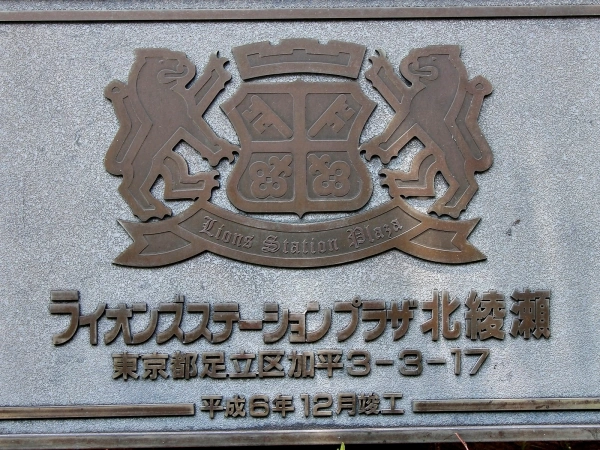 Lions Station Plaza
ライオンズステーションプラザ北綾瀬
東京都足立区加平3-3-17
平成6年12月竣工